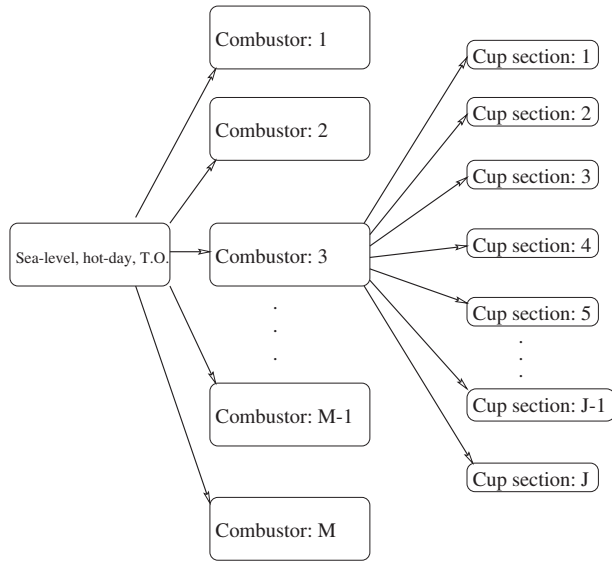 Sea-level, hot-day, T.O.
Combustor: 1
Combustor: 2
Combustor: 3
.
.
.
Combustor: M-1
Combustor: M
Cup section: 1
Cup section: 2
Cup section: 3
Cup section: 4
Cup section: 5
.
.
.
Cup section: J-1
Cup section: J